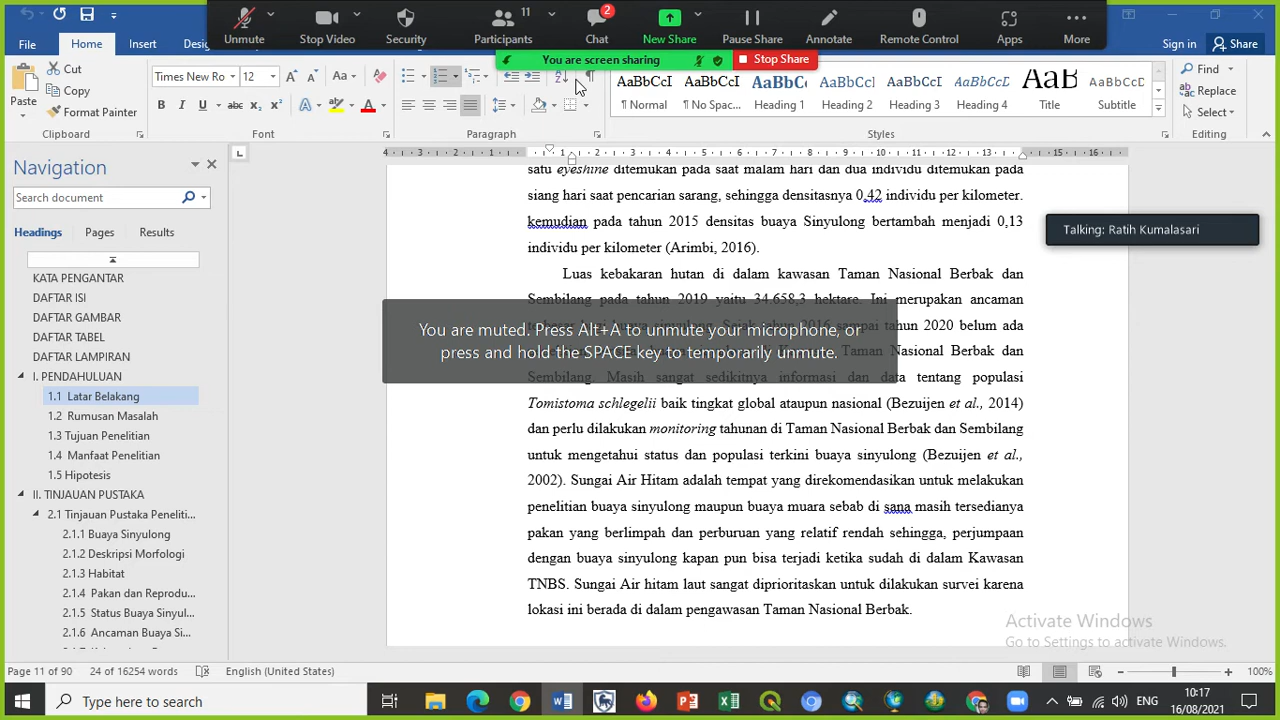 Unmute
Stop Video
Security
11
Participants
2
Chat
New Share
Pause Share
Annotate
Remote Control
Apps
More
You are screen sharing
Stop Share
File
Home
Insert
Sign in
Share
Cut
Copy
Paste
Format Painter
Clipboard
Times New Ro
12
Font
Paragraph
AaBbCcI
¶ Normal
AaBbCcI
¶ No Spac...
AaBbCc
Heading 1
AaBbCcI
Heading 2
AaBbCcI
Heading 3
AaBbCcI
Heading 4
AaB
Title
AaBbCcI
Subtitle
Styles
Find
Replace
Select
Editing
Navigation
Search document
Headings
Pages
Results
KATA PENGANTAR
DAFTAR ISI
DAFTAR GAMBAR
DAFTAR TABEL
DAFTAR LAMPIRAN
I. PENDAHULUAN
1.1 Latar Belakang
1.2 Rumusan Masalah
1.3 Tujuan Penelitian
1.4 Manfaat Penelitian
1.5 Hipotesis
II. TINJAUAN PUSTAKA
2.1 Tinjauan Pustaka Peneliti...
2.1.1 Buaya Sinyulong
2.1.2 Deskripsi Morfologi
2.1.3 Habitat
2.1.4 Pakan dan Reprodu...
2.1.5 Status Buaya Sinyul...
2.1.6 Ancaman Buaya Si...
satu eyeshine ditemukan pada saat malam hari dan dua individu ditemukan pada
siang hari saat pencarian sarang, sehingga densitasnya 0,42 individu per kilometer.
kemudian pada tahun 2015 densitas buaya Sinyulong bertambah menjadi 0,13
individu per kilometer (Arimbi, 2016).
Luas kebakaran hutan di dalam kawasan Taman Nasional Berbak dan
Sembilang pada tahun 2019 yaitu 34.658,3 hektare. Ini merupakan ancaman
buaya sinyulong. Sejak tahun 2016 sampai tahun 2020 belum ada
Taman Nasional Berbak dan
Sembilang. Masih sangat sedikitnya informasi dan data tentang populasi
Tomistoma schlegelii baik tingkat global ataupun nasional (Bezuijen et al., 2014)
dan perlu dilakukan monitoring tahunan di Taman Nasional Berbak dan Sembilang
untuk mengetahui status dan populasi terkini buaya sinyulong (Bezuijen et al.,
2002). Sungai Air Hitam adalah tempat yang direkomendasikan untuk melakukan
penelitian buaya sinyulong maupun buaya muara sebab di sana masih tersedianya
pakan yang berlimpah dan perburuan yang relatif rendah sehingga, perjumpaan
dengan buaya sinyulong kapan pun bisa terjadi ketika sudah di dalam Kawasan
TNBS. Sungai Air hitam laut sangat diprioritaskan untuk dilakukan survei karena
lokasi ini berada di dalam pengawasan Taman Nasional Berbak.
You are muted. Press Alt+A to unmute your microphone, or
press and hold the SPACE key to temporarily unmute.
Talking: Ratih Kumalasari
Activate Windows
Go to Settings to activate Windows.
Page 11 of 90
24 of 16254 words
English (United States)
100%
Type here to search
ENG
10:17
16/08/2021